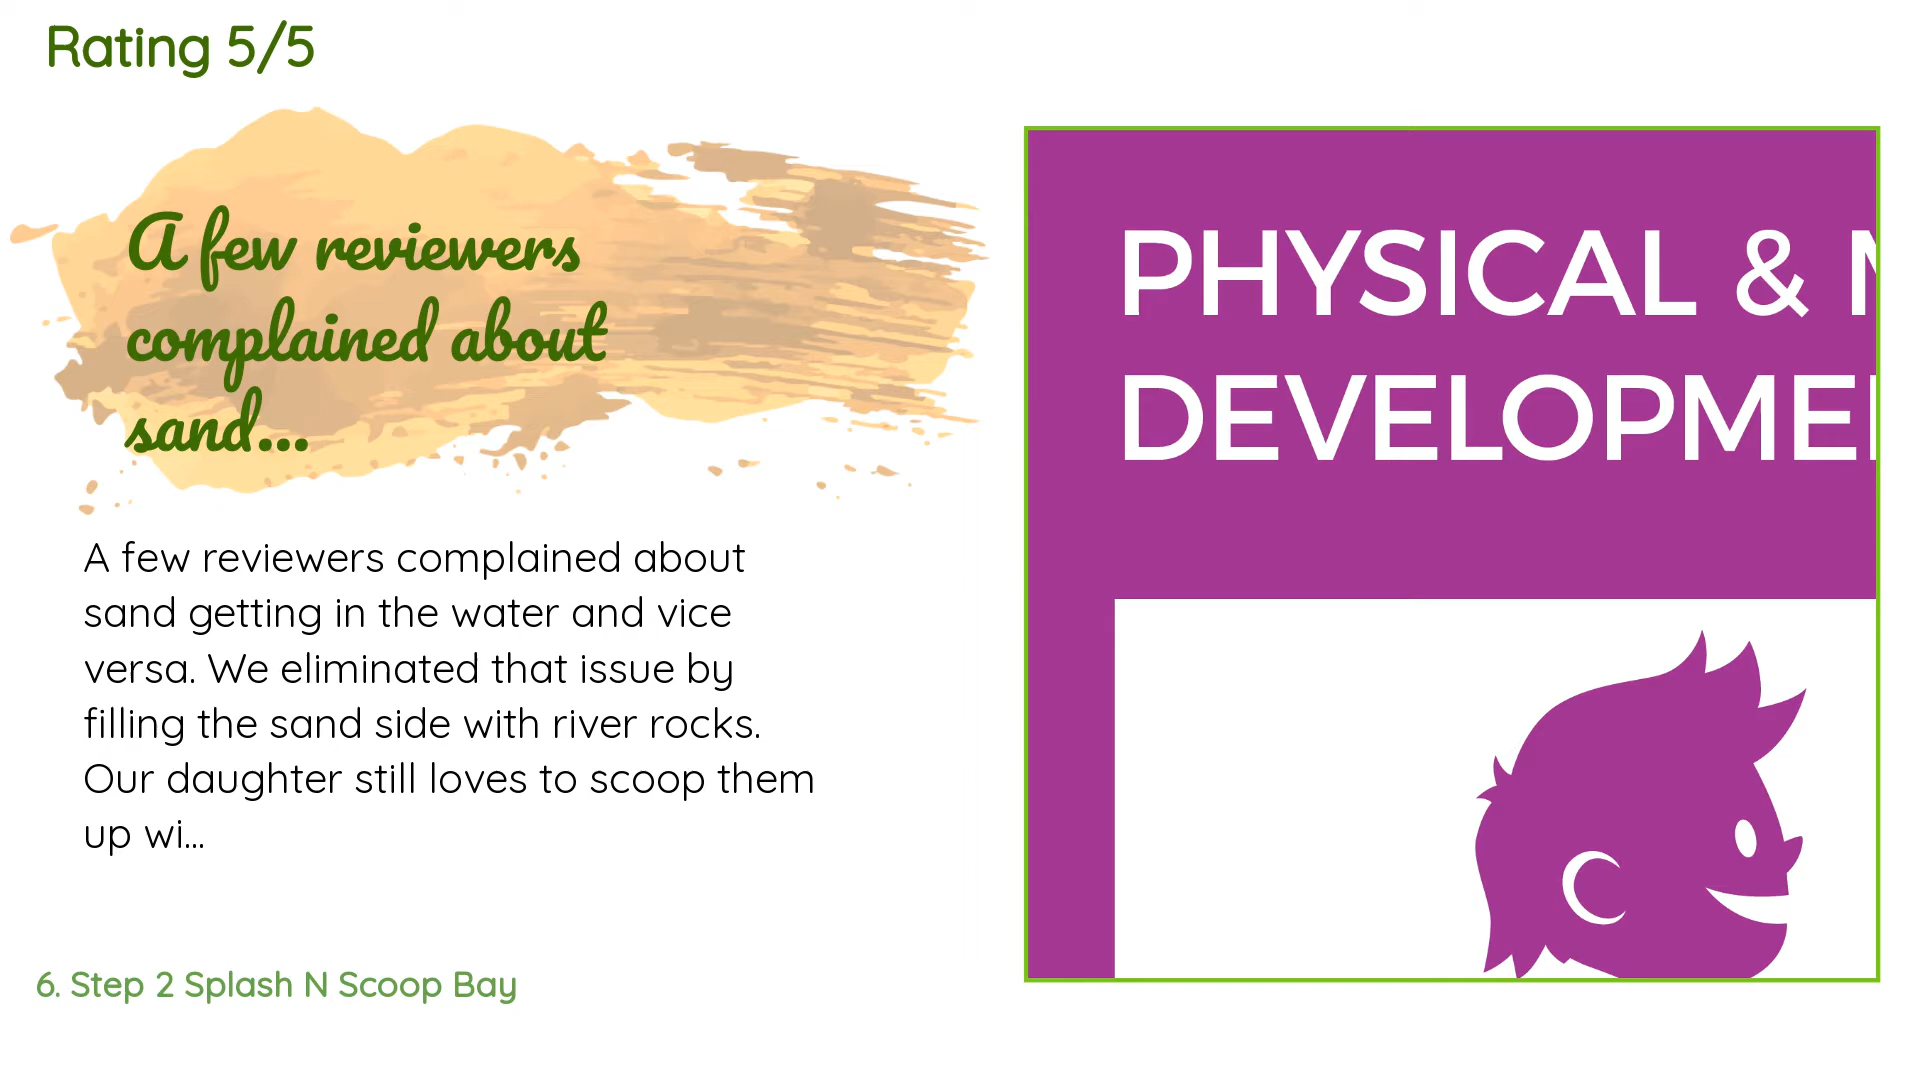 Rating 5/5
A few reviewers
complained about
sand...
A few reviewers complained about
sand getting in the water and vice
versa. We eliminated that issue by
filling the sand side with river rocks.
Our daughter still loves to scoop them
up wi...
6. Step 2 Splash N Scoop Bay
PHYSICAL &
DEVELOPME